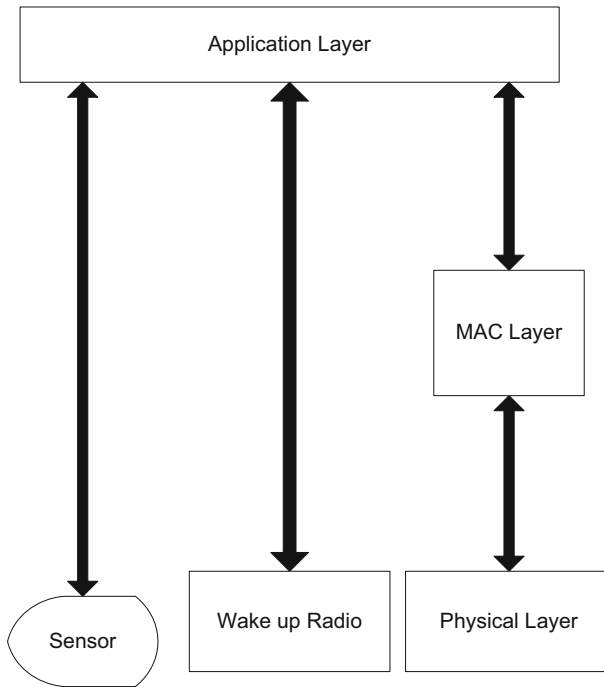 Application Layer
MAC Layer
Sensor
Wake up Radio
Physical Layer